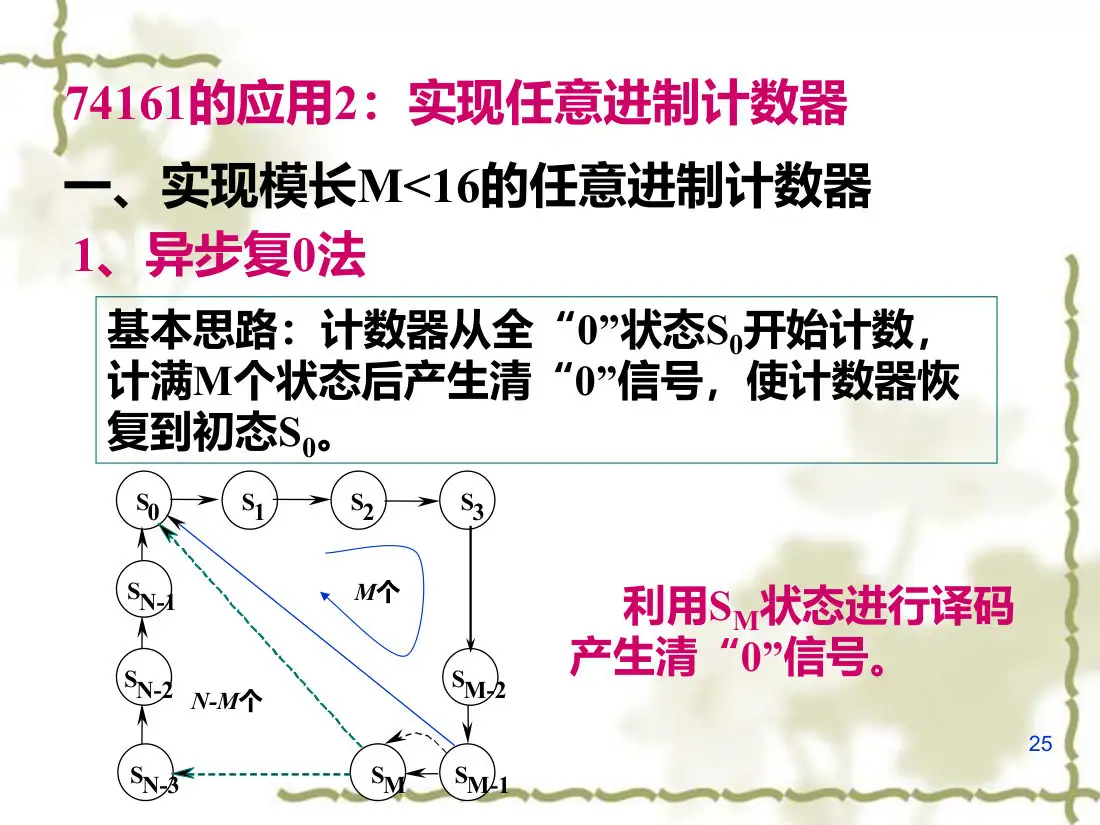 74161的应用2：实现任意进制计数器
一、实现模长M<16的任意进制计数器
1、异步复0法
基本思路：计数器从全“0”状态S0开始计数，
计满M个状态后产生清“0”信号，使计数器恢
复到初态S0。
S0 S1 S2 S3
M个
SN-1
利用SM状态进行译码
产生清“0”信号。
SN-2 N-M个 SM-2
25
SN-3 SM SM-1